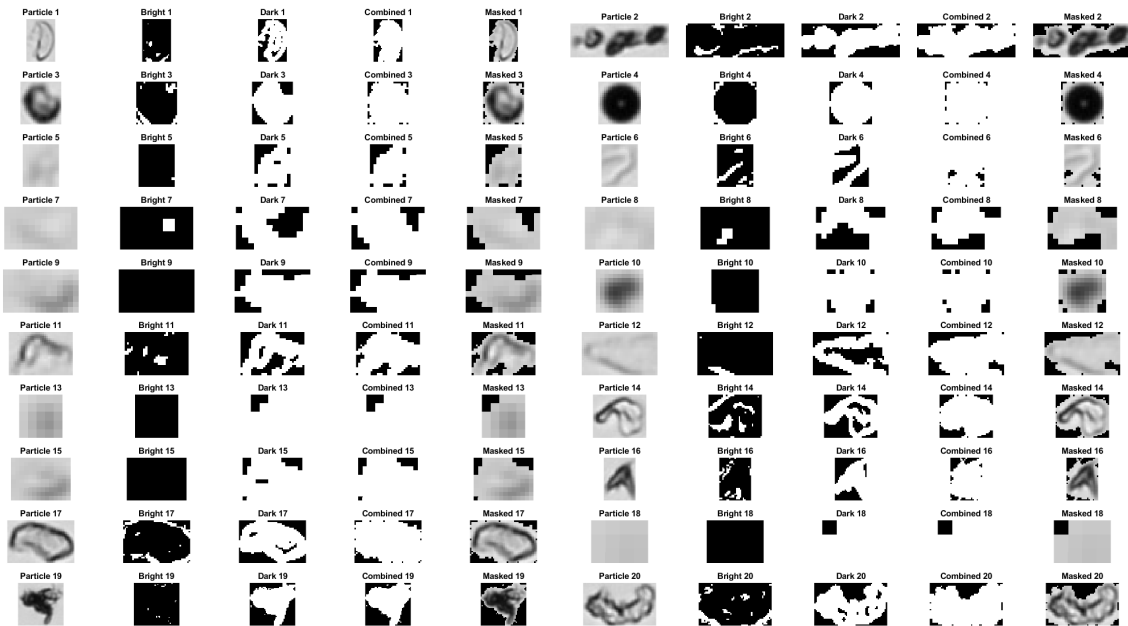 Particle 1 Bright 1 Dark 1 Combined 1 Masked 1 Particle 2 Bright 2 Dark 2 Combined 2 Masked 2
Particle 3 Bright 3 Dark 3 Combined 3 Masked 3 Particle 4 Bright 4 Dark 4 Combined 4 Masked 4
Particle 5 Bright 5 Dark 5 Combined 5 Masked 5 Particle 6 Bright 6 Dark 6 Combined 6 Masked 6
Particle 7 Bright 7 Dark 7 Combined 7 Masked 7 Particle 8 Bright 8 Dark 8 Combined 8 Masked 8
Particle 9 Bright 9 Dark 9 Combined 9 Masked 9 Particle 10 Bright 10 Dark 10 Combined 10 Masked 10
Particle 11 Bright 11 Dark 11 Combined 11 Masked 11 Particle 12 Bright 12 Dark 12 Combined 12 Masked 12
Particle 13 Bright 13 Dark 13 Combined 13 Masked 13 Particle 14 Bright 14 Dark 14 Combined 14 Masked 14
Particle 15 Bright 15 Dark 15 Combined 15 Masked 15 Particle 16 Bright 16 Dark 16 Combined 16 Masked 16
Particle 17 Bright 17 Dark 17 Combined 17 Masked 17 Particle 18 Bright 18 Dark 18 Combined 18 Masked 18
Particle 19 Bright 19 Dark 19 Combined 19 Masked 19 Particle 20 Bright 20 Dark 20 Combined 20 Masked 20